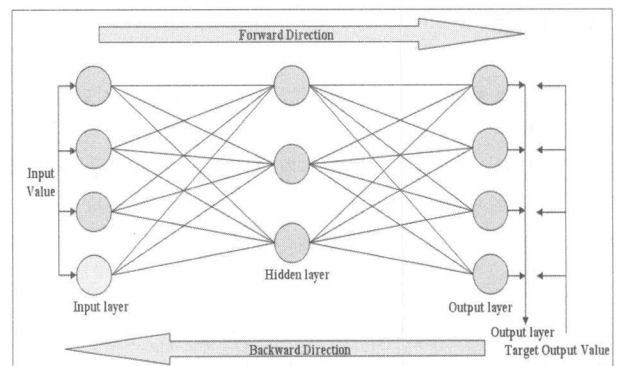 Forward Direction
Input
Value
Hidden layer
Input layer
Output layer
Output layer
Target Output Value
Backward Direction